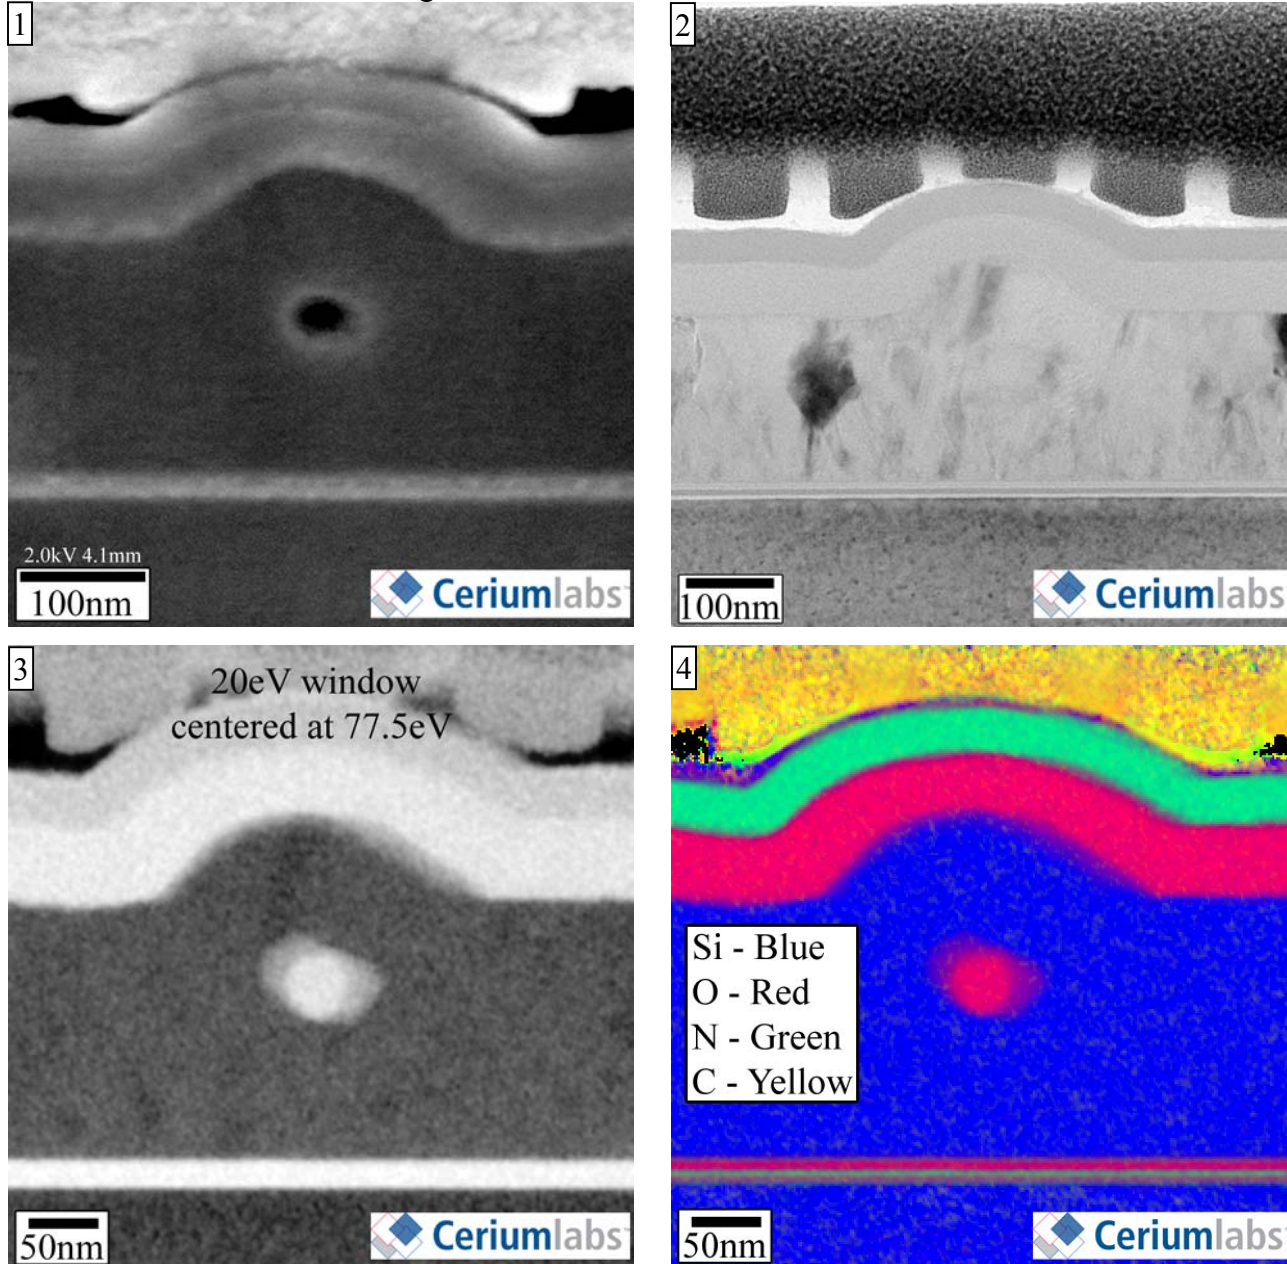 1
2.0kV 4.1mm
100nm
Ceriumlabs
2
100nm
Ceriumlabs
3
20eV window
centered at 77.5eV
50nm
Ceriumlabs
4
Si - Blue
O - Red
N - Green
C - Yellow
50nm
Ceriumlabs